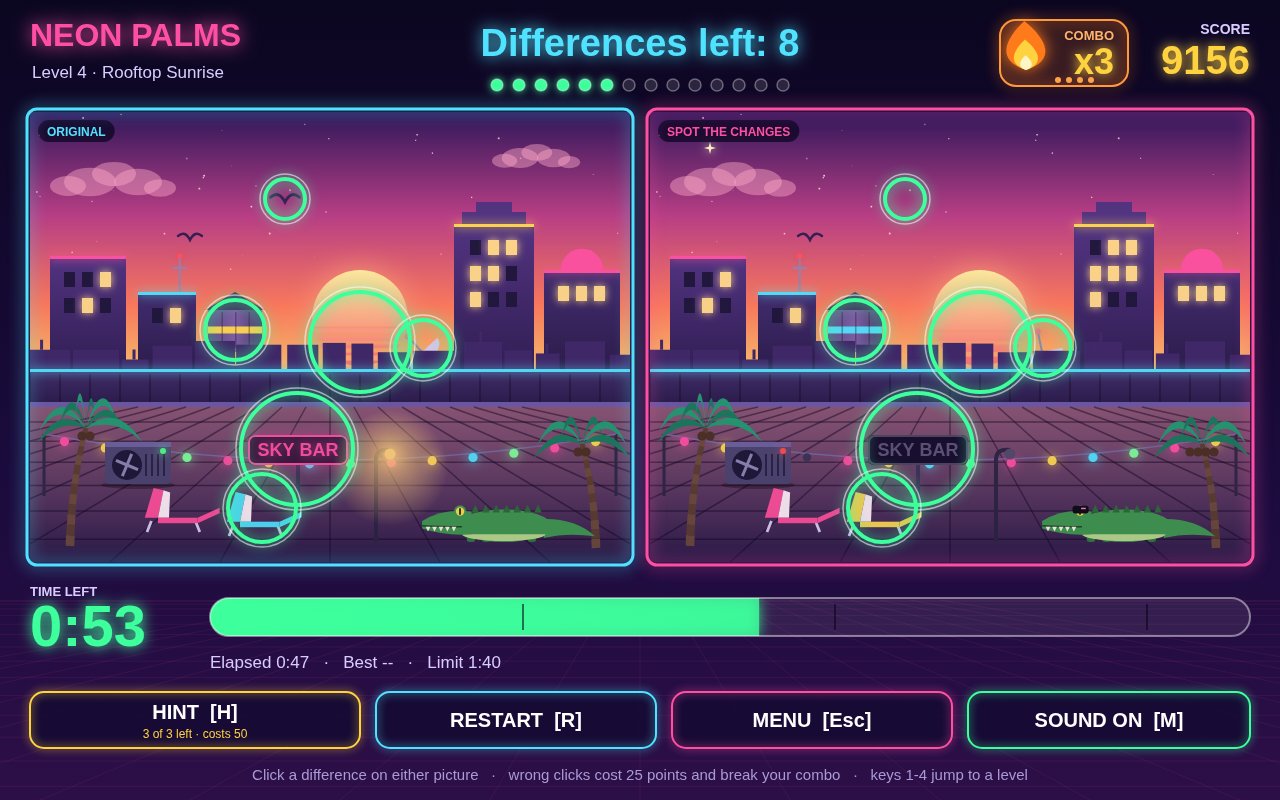 NEON PALMS
Level 4 · Rooftop Sunrise
Differences left: 8
COMBO
x3
SCORE
9156
ORIGINAL
SPOT THE CHANGES
SKY BAR
SKY BAR
TIME LEFT
0:53
Elapsed 0:47 · Best -- · Limit 1:40
HINT [H]
3 of 3 left · costs 50
RESTART [R]
MENU [Esc]
SOUND ON [M]
Click a difference on either picture · wrong clicks cost 25 points and break your combo · keys 1-4 jump to a level